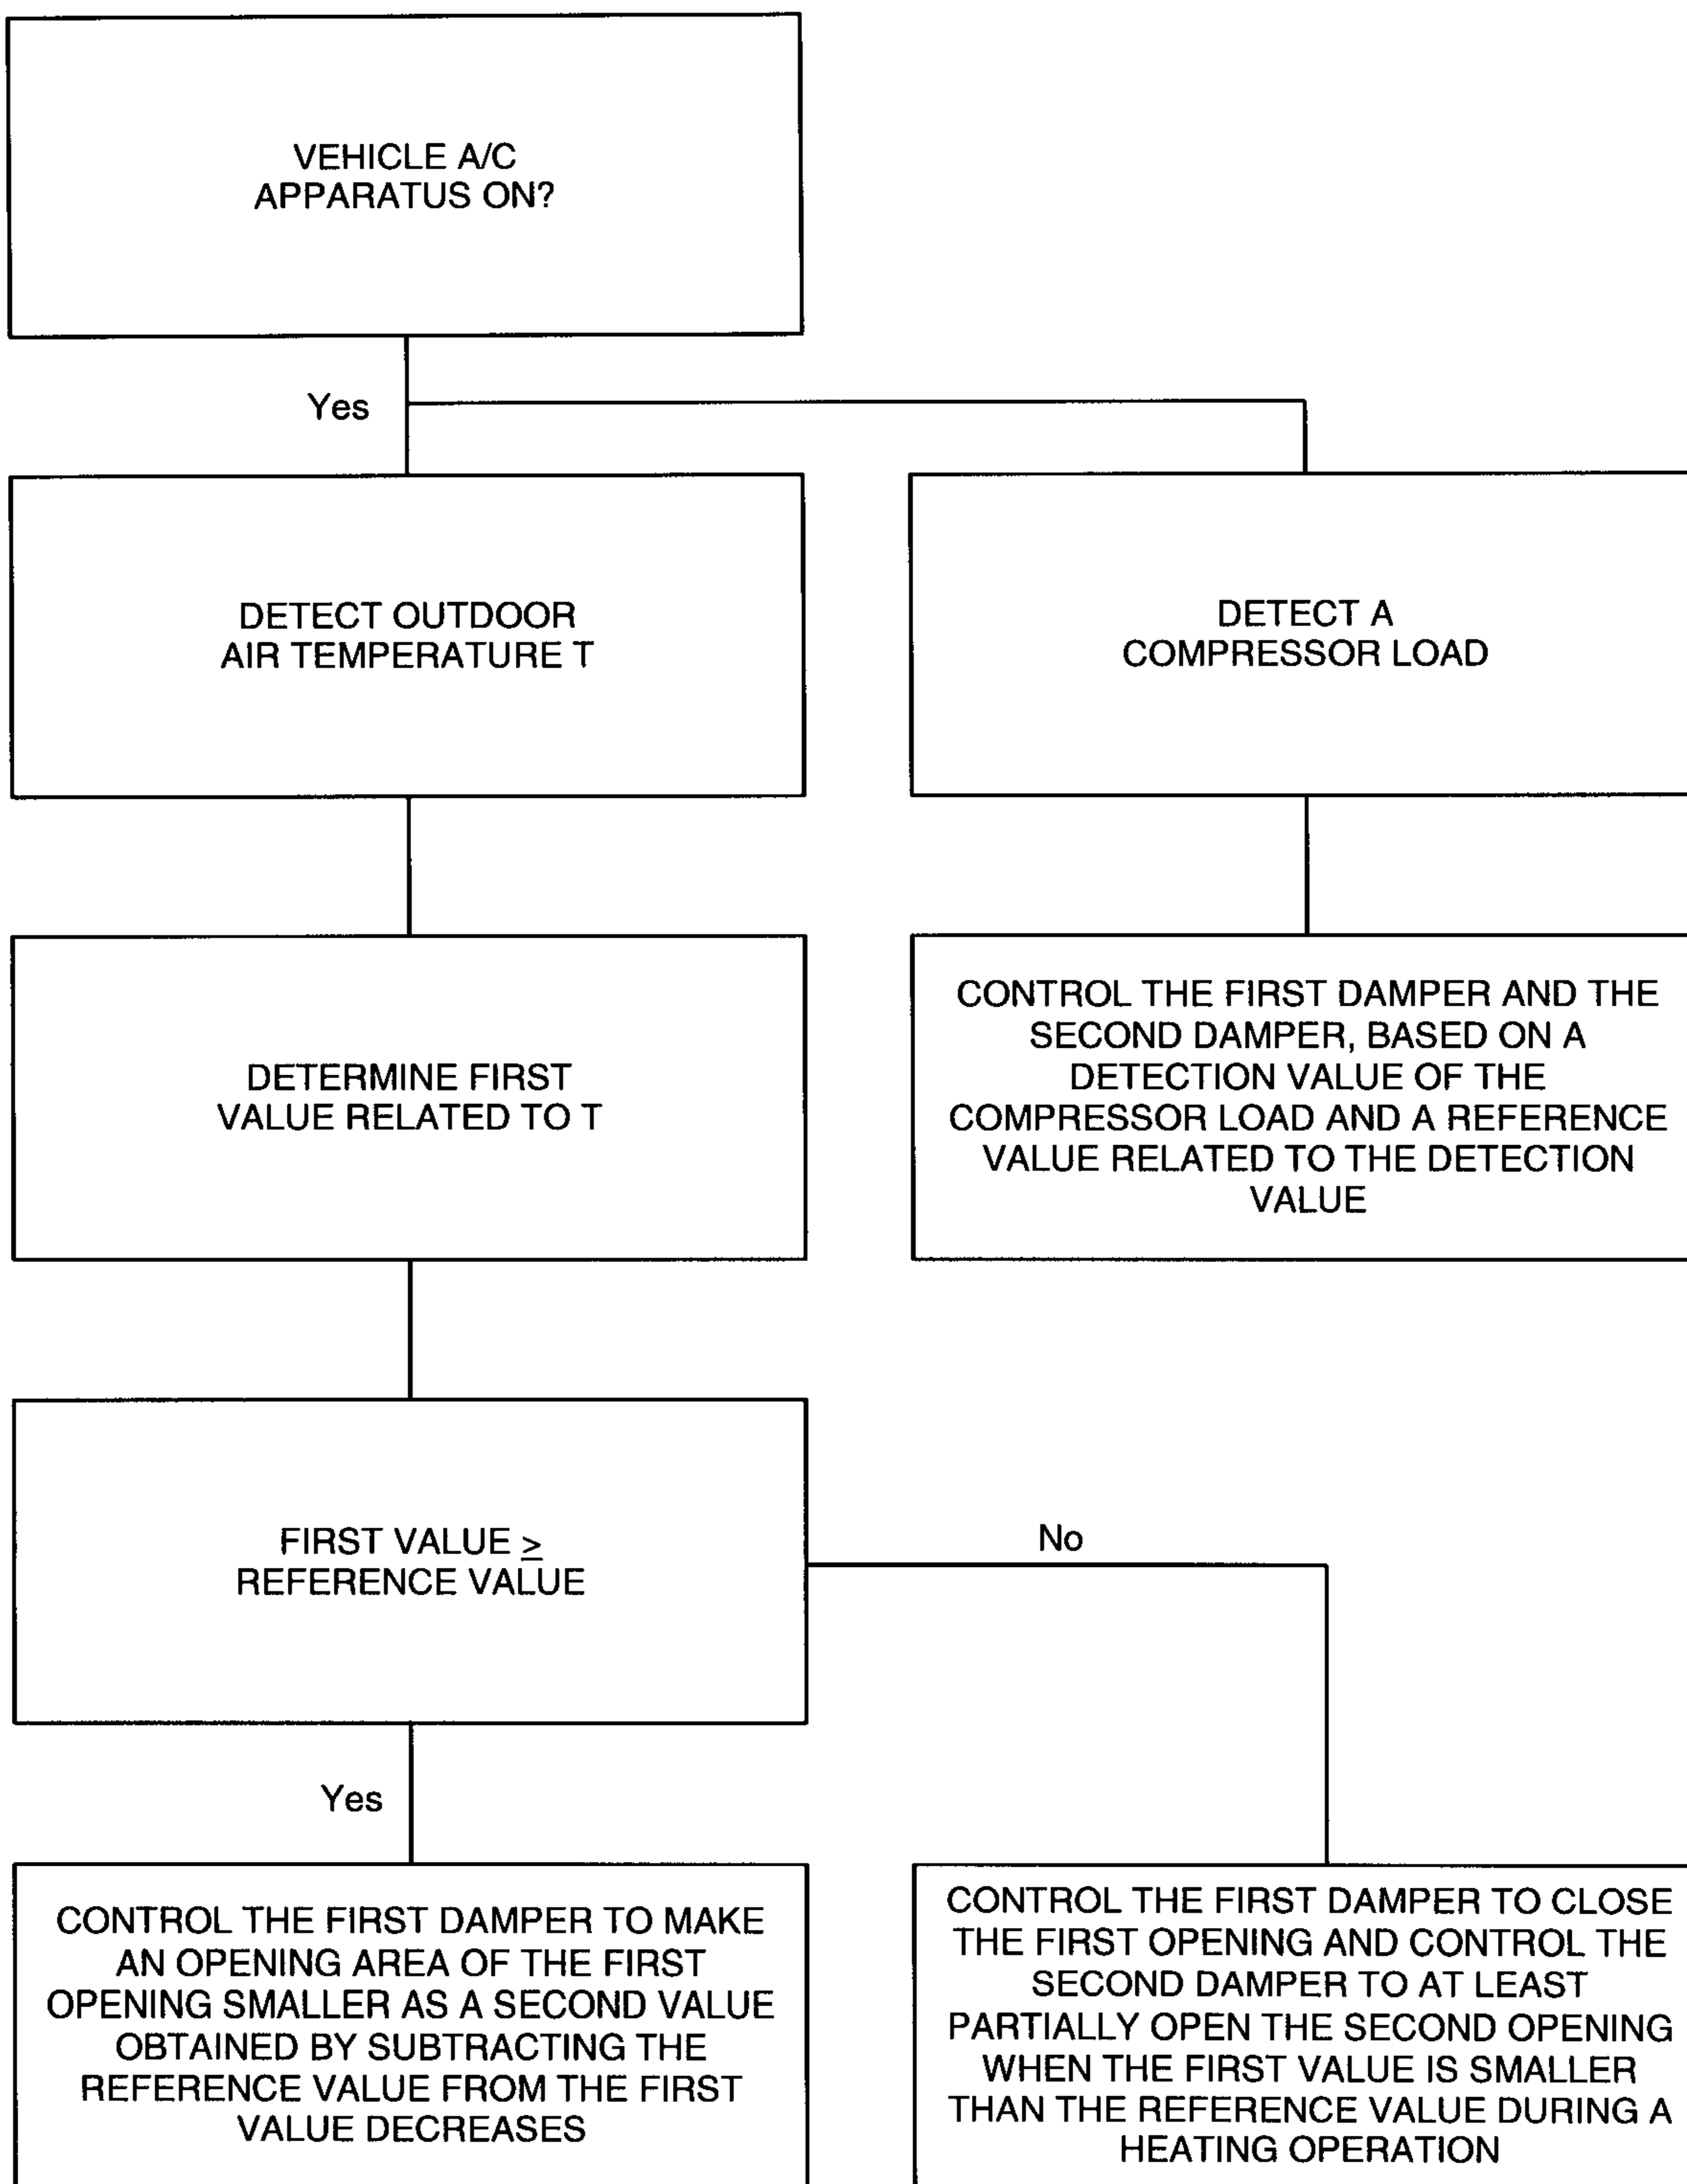 VEHICLE A/C
APPARATUS ON?
Yes
DETECT OUTDOOR
AIR TEMPERATURE T
DETECT A
COMPRESSOR LOAD
DETERMINE FIRST
VALUE RELATED TO T
CONTROL THE FIRST DAMPER AND THE
SECOND DAMPER, BASED ON A
DETECTION VALUE OF THE
COMPRESSOR LOAD AND A REFERENCE
VALUE RELATED TO THE DETECTION
VALUE
FIRST VALUE ≥
REFERENCE VALUE
No
Yes
CONTROL THE FIRST DAMPER TO MAKE
AN OPENING AREA OF THE FIRST
OPENING SMALLER AS A SECOND VALUE
OBTAINED BY SUBTRACTING THE
REFERENCE VALUE FROM THE FIRST
VALUE DECREASES
CONTROL THE FIRST DAMPER TO CLOSE
THE FIRST OPENING AND CONTROL THE
SECOND DAMPER TO AT LEAST
PARTIALLY OPEN THE SECOND OPENING
WHEN THE FIRST VALUE IS SMALLER
THAN THE REFERENCE VALUE DURING A
HEATING OPERATION